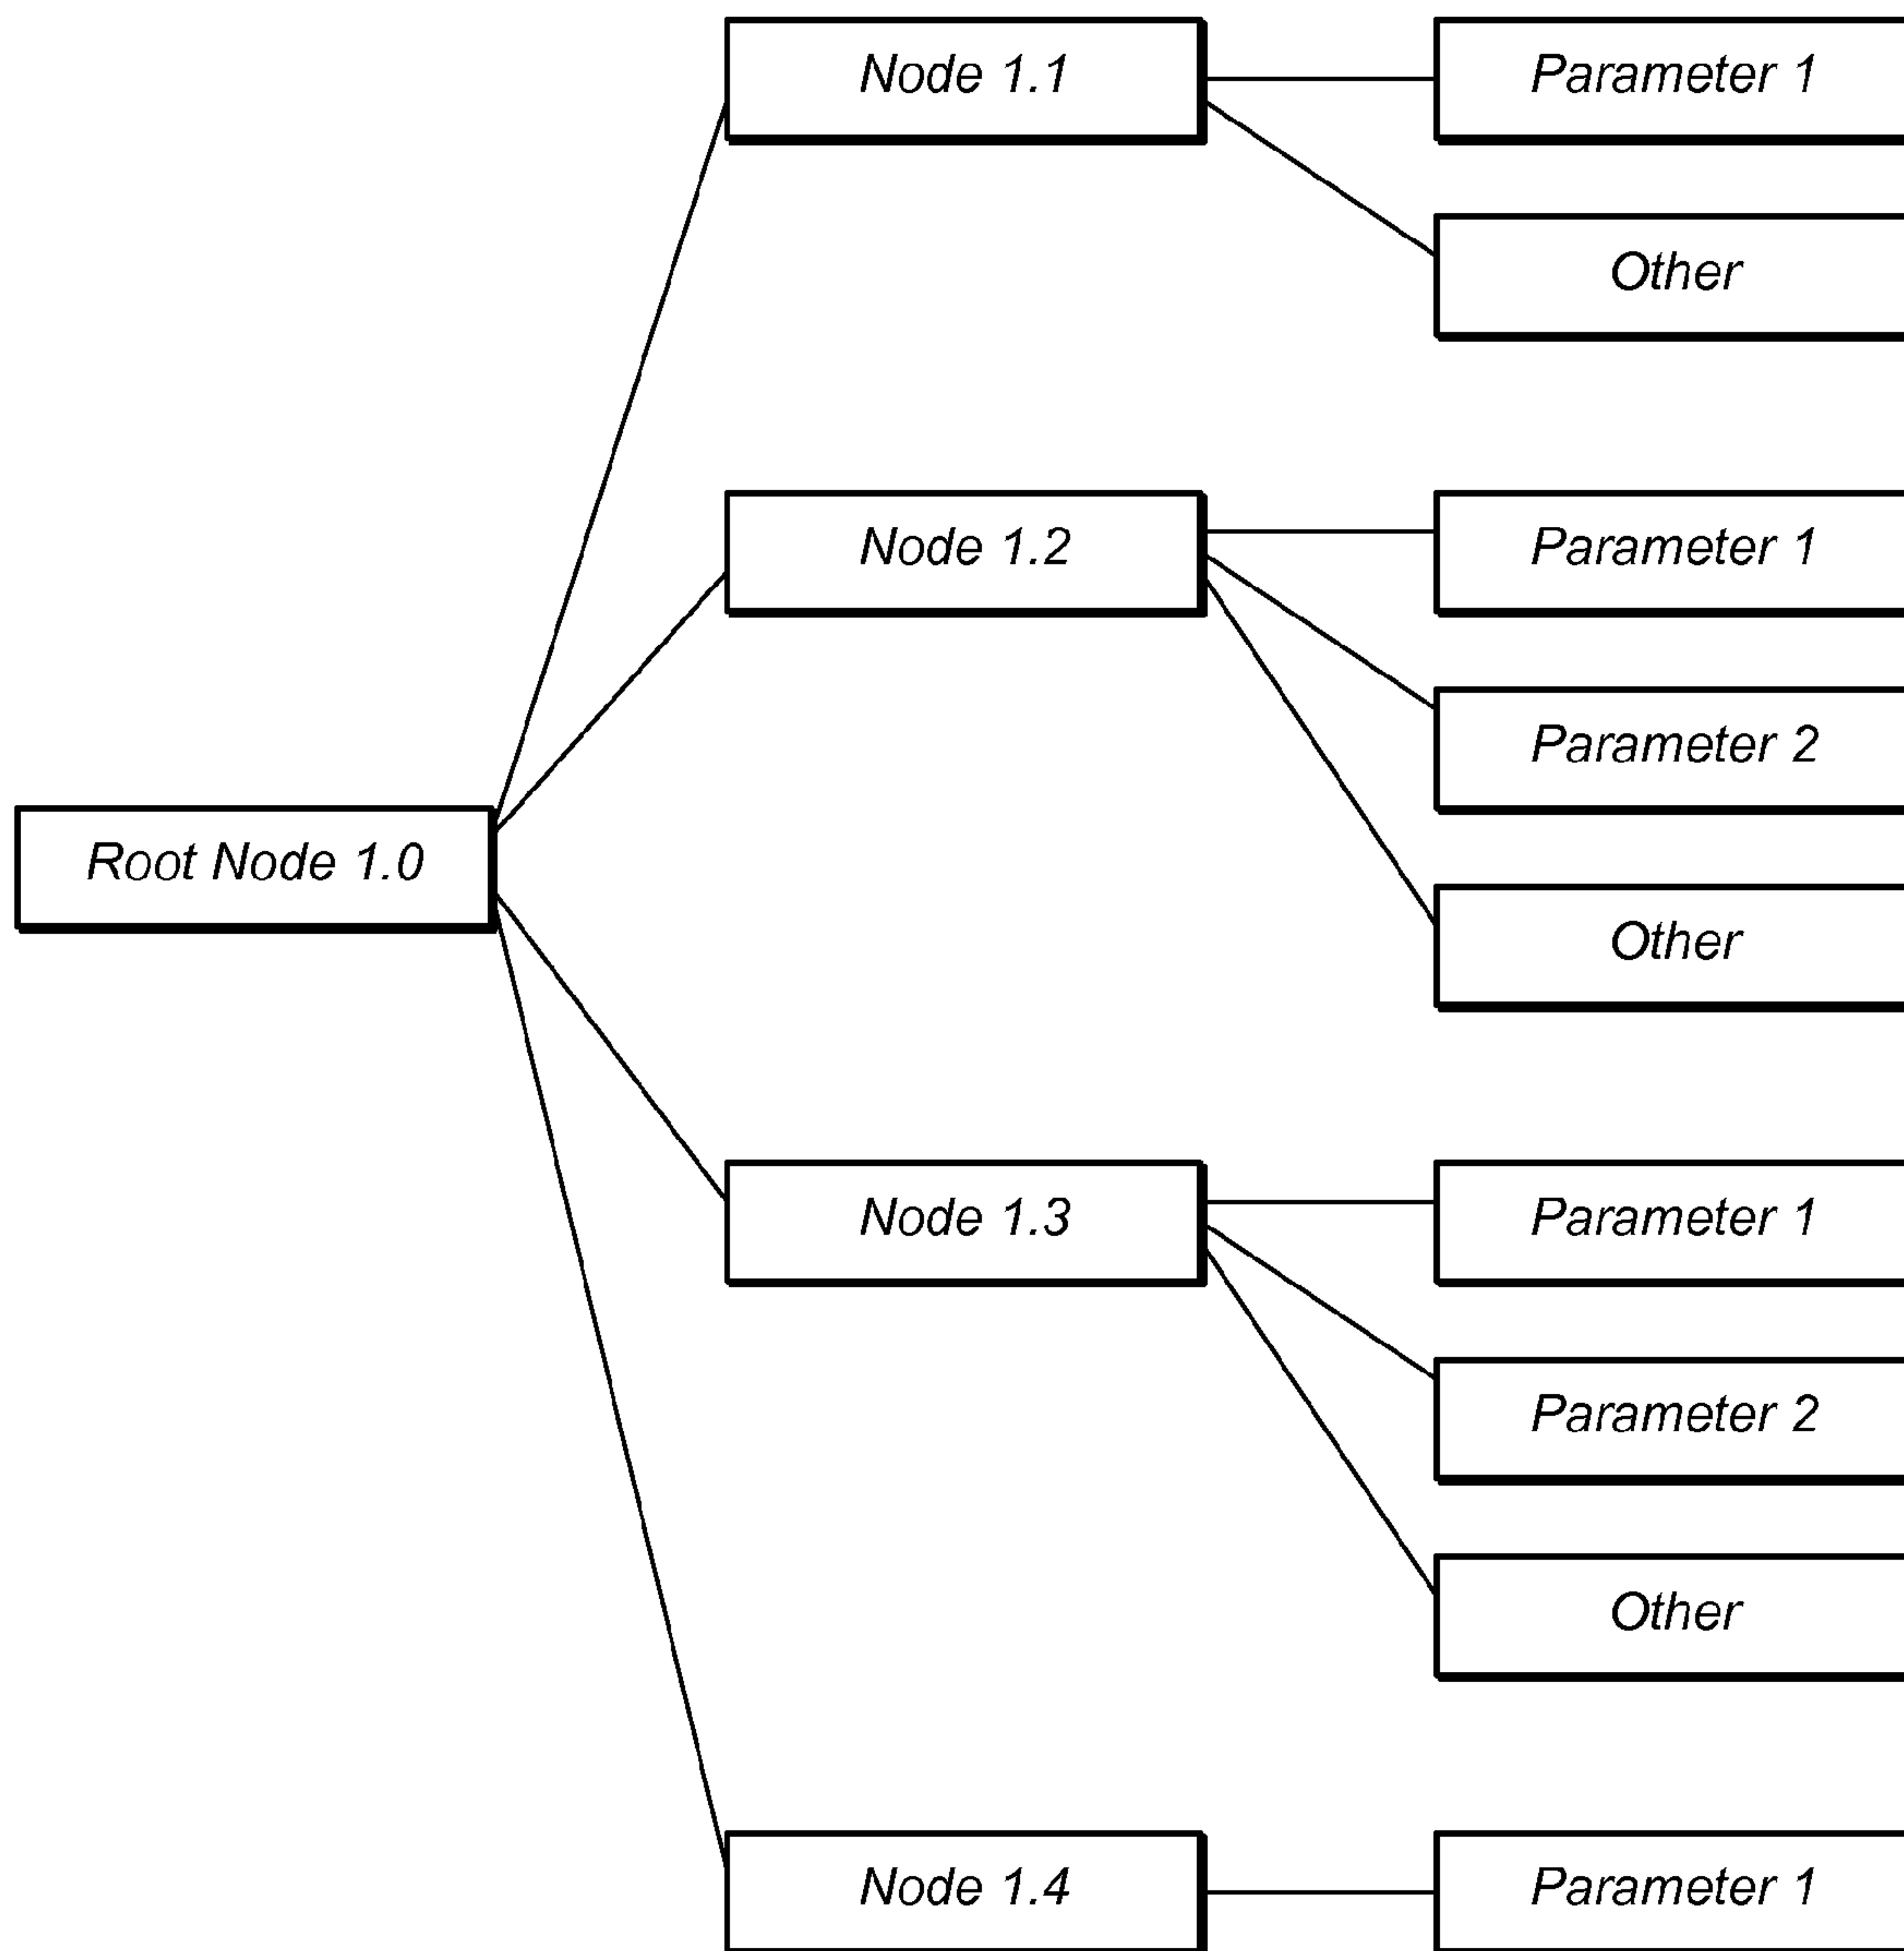 Node 1.1
Parameter 1
Other
Node 1.2
Parameter 1
Parameter 2
Other
Root Node 1.0
Node 1.3
Parameter 1
Parameter 2
Other
Node 1.4
Parameter 1